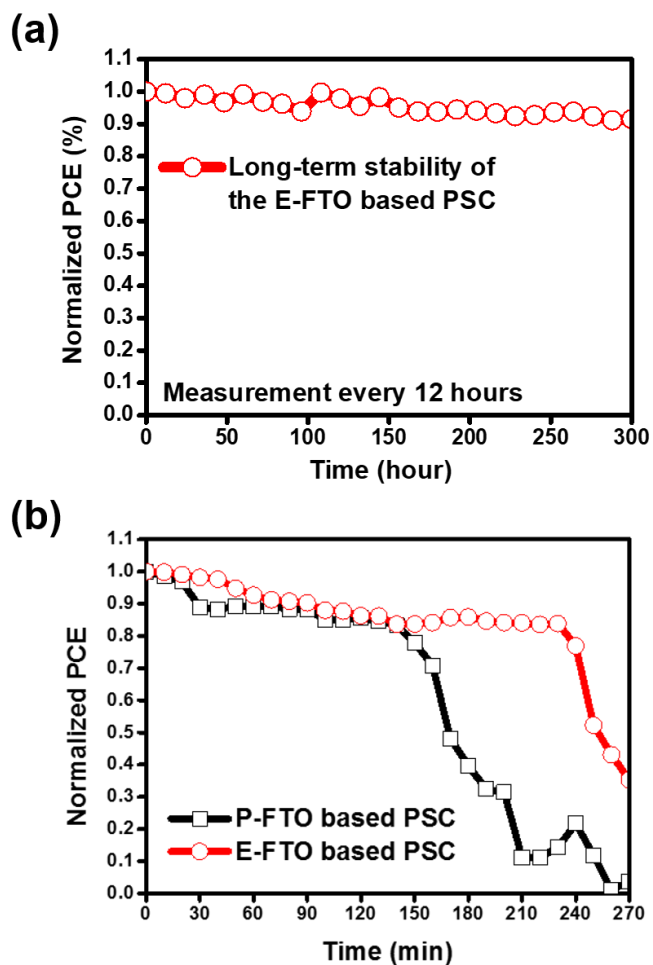 (a)
Normalized PCE (%)
1.1
1.0
0.9
0.8
0.7
0.6
0.5
0.4
0.3
0.2
0.1
0.0
Long-term stability of
the E-FTO based PSC
Measurement every 12 hours
0 50 100 150 200 250 300
Time (hour)
(b)
Normalized PCE
1.1
1.0
0.9
0.8
0.7
0.6
0.5
0.4
0.3
0.2
0.1
0.0
P-FTO based PSC
E-FTO based PSC
0 30 60 90 120 150 180 210 240 270
Time (min)